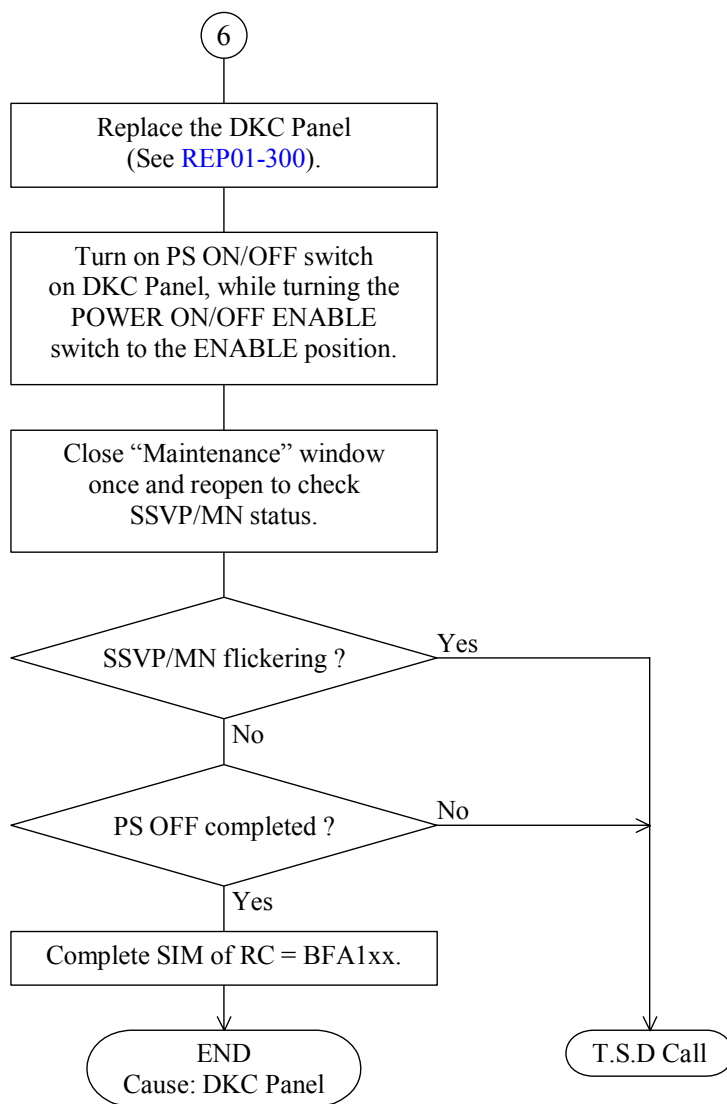 6
Replace the DKC Panel
(See REP01-300).
Turn on PS ON/OFF switch
on DKC Panel, while turning the
POWER ON/OFF ENABLE
switch to the ENABLE position.
Close “Maintenance” window
once and reopen to check
SSVP/MN status.
SSVP/MN flickering ?
Yes
No
PS OFF completed ?
No
Yes
Complete SIM of RC = BFA1xx.
END
Cause: DKC Panel
T.S.D Call